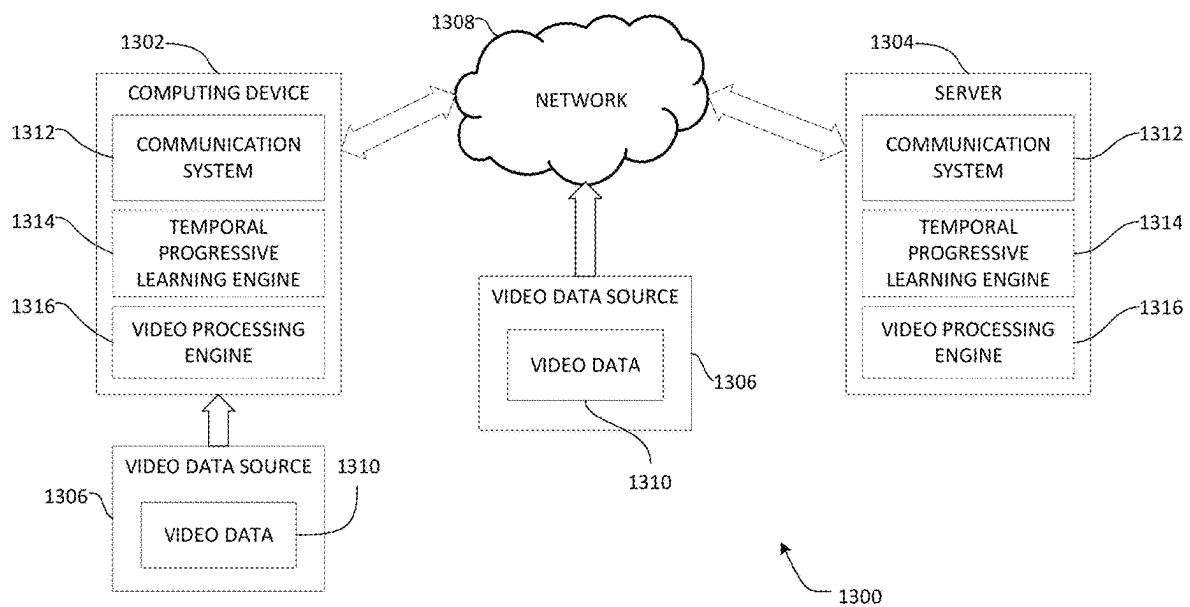 1308
1302
1304
COMPUTING DEVICE
NETWORK
SERVER
1312
COMMUNICATION
SYSTEM
COMMUNICATION
SYSTEM
1312
1314
TEMPORAL
PROGRESSIVE
LEARNING ENGINE
TEMPORAL
PROGRESSIVE
LEARNING ENGINE
1314
VIDEO DATA SOURCE
1316
VIDEO PROCESSING
ENGINE
VIDEO DATA
1306
VIDEO PROCESSING
ENGINE
1316
VIDEO DATA SOURCE
1310
1310
1306
VIDEO DATA
1300